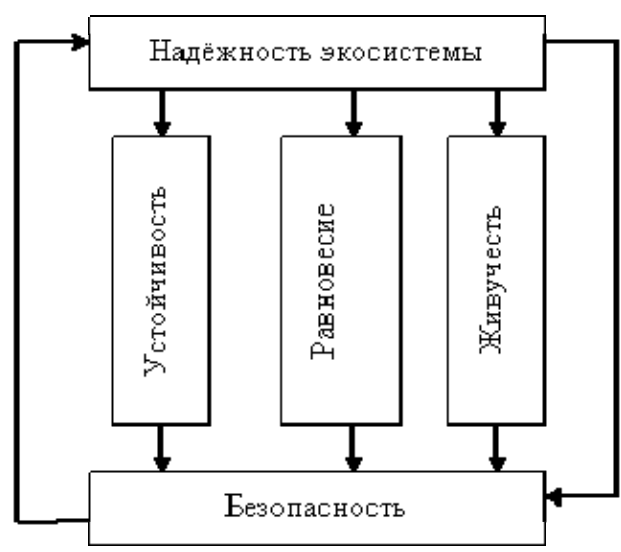 Надёжность экосистемы
Устойчивость
Равновесие
Живучесть
Безопасность